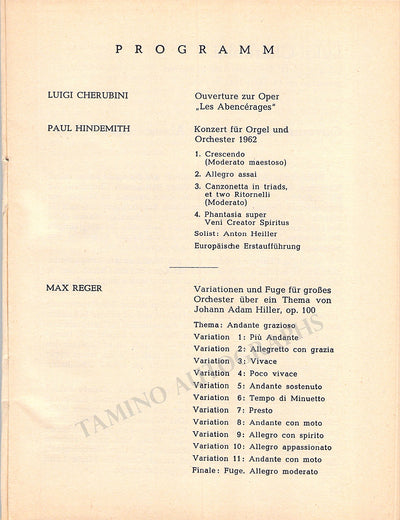 PROGRAMM
LUIGI CHERUBINI Ouverture zur Oper
„Les Abencérages"
PAUL HINDEMITH Konzert für Orgel und
Orchester 1962
1. Crescendo
(Moderato maestoso)
2. Allegro assai
3. Canzonetta in triads,
et two Ritornelli
(Moderato)
4. Phantasia super
Veni Creator Spiritus
Solist: Anton Heiller
Europäische Erstaufführung
MAX REGER Variationen und Fuge für großes
Orchester über ein Thema von
Johann Adam Hiller, op. 100
Thema: Andante grazioso
Variation 1: Più Andante
Variation 2: Allegretto con grazia
Variation 3: Vivace
Variation 4: Poco vivace
Variation 5: Andante sostenuto
Variation 6: Tempo di Minuetto
Variation 7: Presto
Variation 8: Andante con moto
Variation 9: Allegro con spirito
Variation 10: Allegro appassionato
Variation 11: Andante con moto
Finale: Fuge. Allegro moderato
TAMINO AUTOGRAPHS